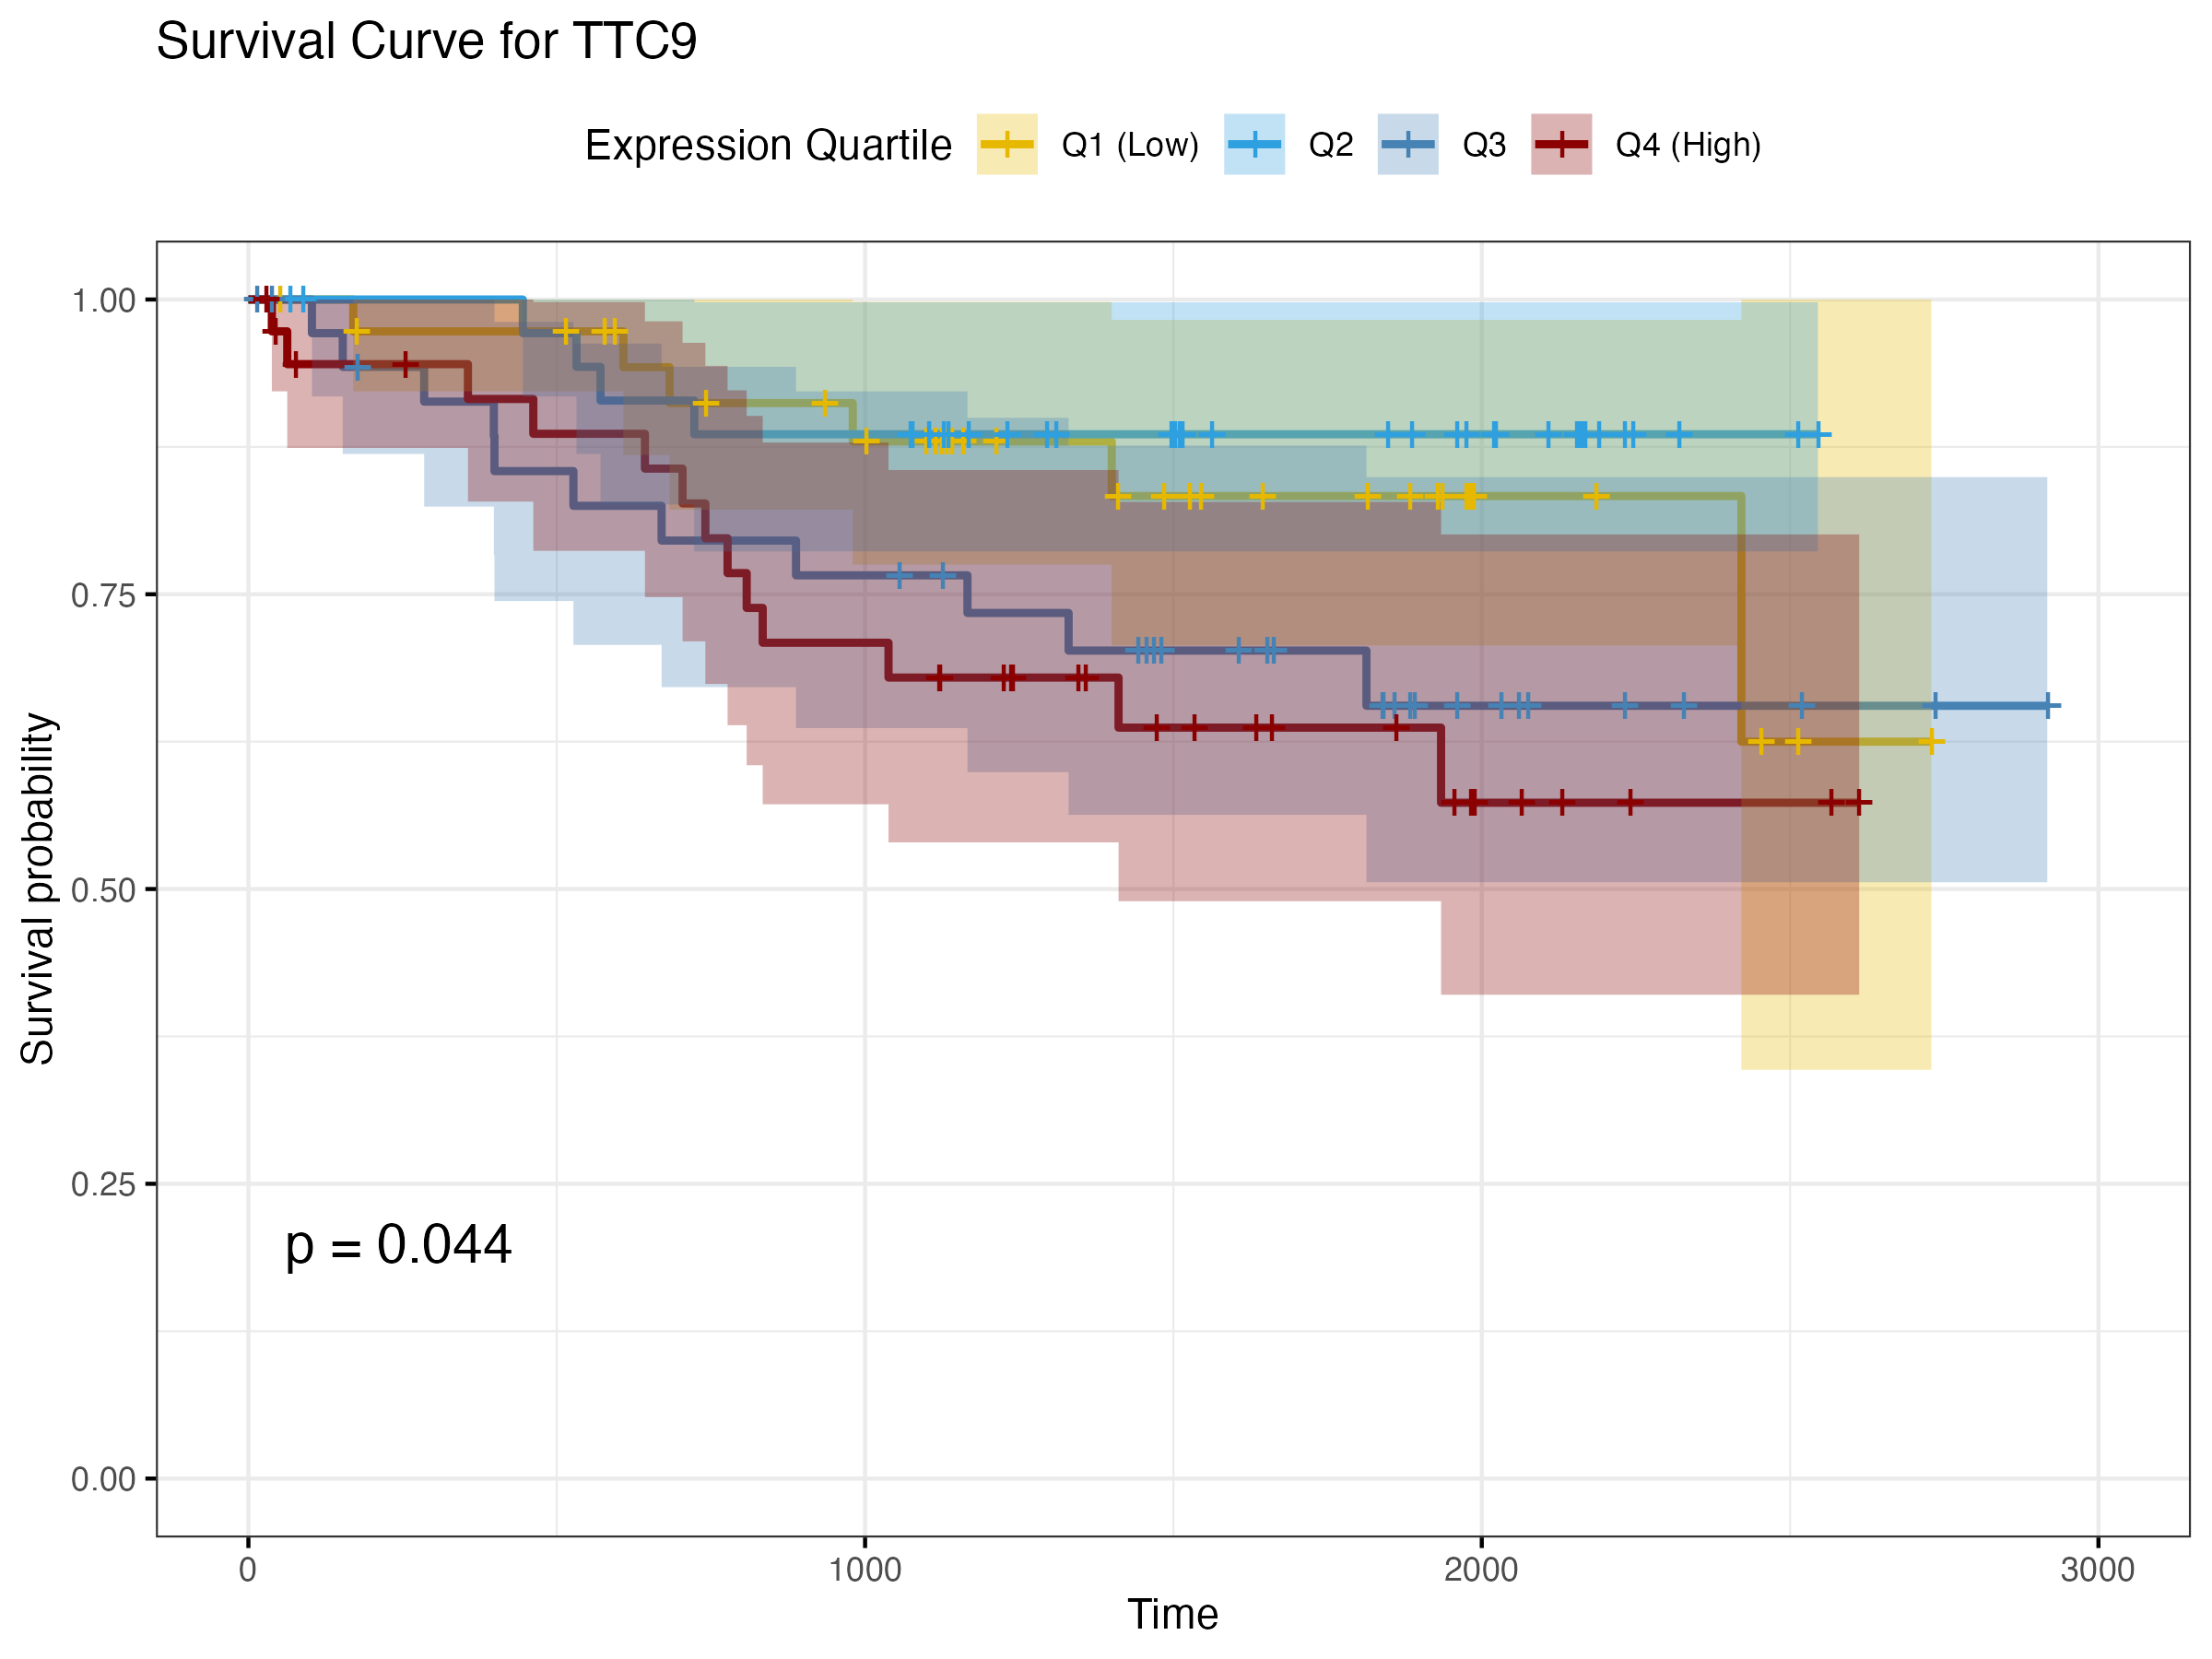 Survival Curve for TTC9
Expression Quartile Q1 (Low) Q2 Q3 Q4 (High)
1.00
0.75
0.50
0.25
0.00
Survival probability
p = 0.044
0 1000 2000 3000
Time